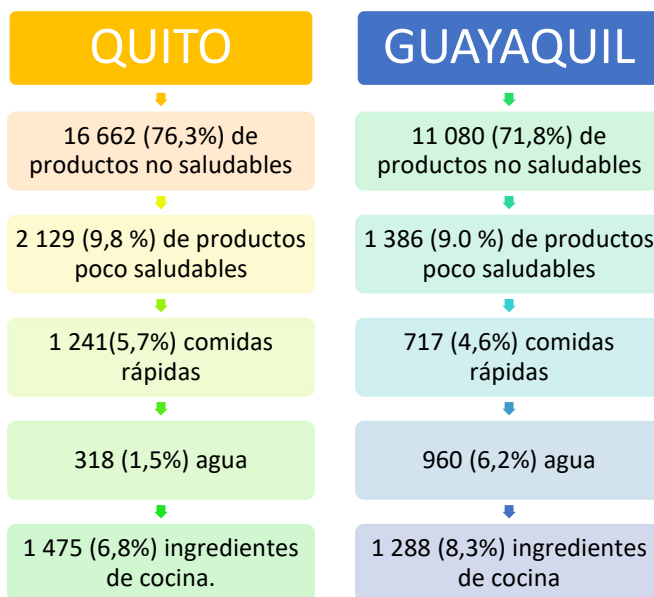 QUITO
16 662 (76,3%) de
productos no saludables
2 129 (9,8 %) de productos
poco saludables
1 241(5,7%) comidas
rápidas
318 (1,5%) agua
1 475 (6,8%) ingredientes
de cocina.
GUAYAQUIL
11 080 (71,8%) de
productos no saludables
1 386 (9.0 %) de productos
poco saludables
717 (4,6%) comidas
rápidas
960 (6,2%) agua
1 288 (8,3%) ingredientes
de cocina